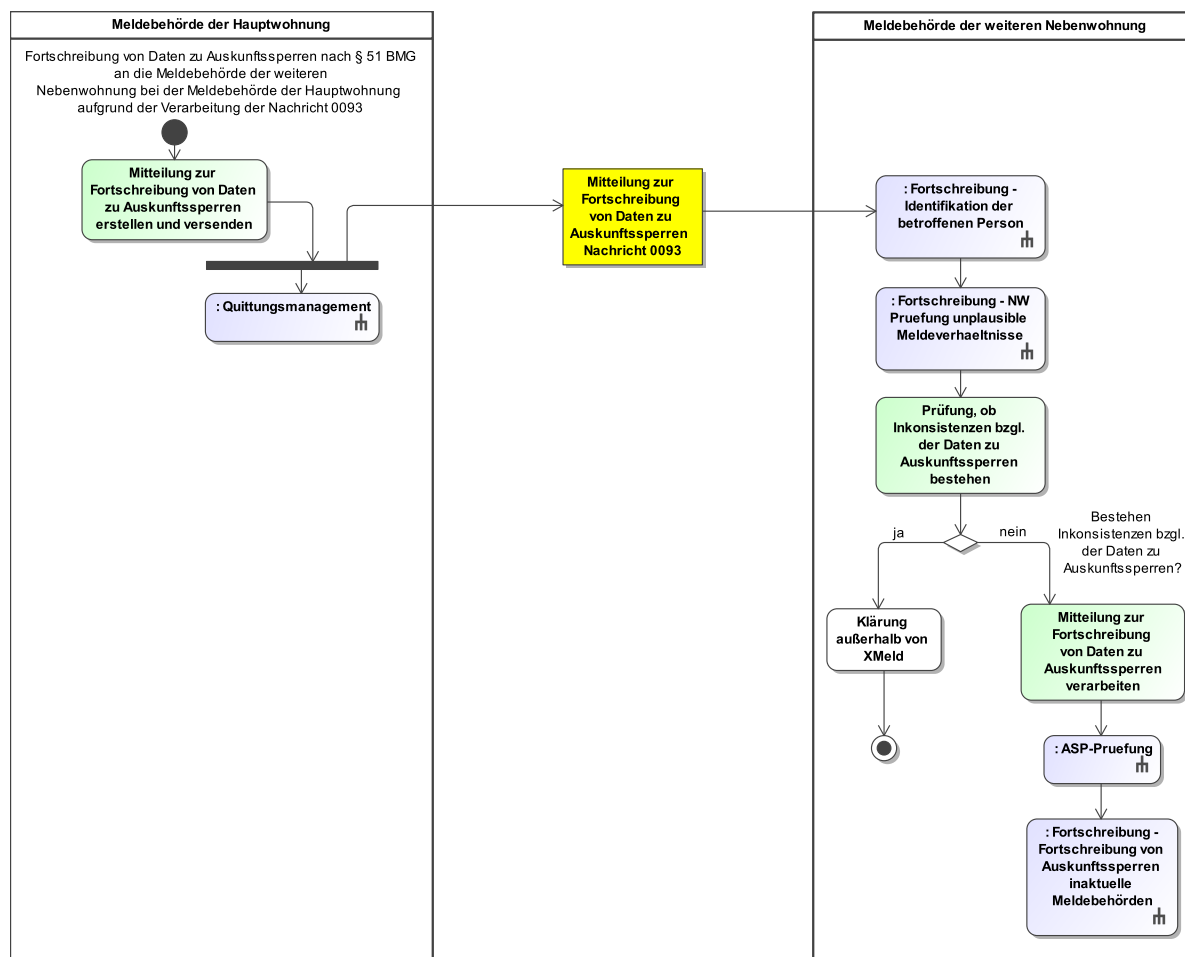 Meldebehörde der Hauptwohnung
Fortschreibung von Daten zu Auskunftssperren nach § 51 BMG
an die Meldebehörde der weiteren
Nebenwohnung bei der Meldebehörde der Hauptwohnung
aufgrund der Verarbeitung der Nachricht 0093
Mitteilung zur
Fortschreibung von Daten
zu Auskunftssperren
erstellen und versenden
: Quittungsmanagement
Mitteilung zur
Fortschreibung
von Daten zu
Auskunftssperren
Nachricht 0093
Meldebehörde der weiteren Nebenwohnung
: Fortschreibung -
Identifikation der
betroffenen Person
: Fortschreibung - NW
Pruefung unplausible
Meldeverhaeltnisse
Prüfung, ob
Inkonsistenzen bzgl.
der Daten zu
Auskunftssperren
bestehen
ja
nein
Bestehen
Inkonsistenzen bzgl.
der Daten zu
Auskunftssperren?
Klärung
außerhalb von
XMeld
Mitteilung zur
Fortschreibung
von Daten zu
Auskunftssperren
verarbeiten
: ASP-Pruefung
: Fortschreibung -
Fortschreibung von
Auskunftssperren
inaktuelle
Meldebehörden